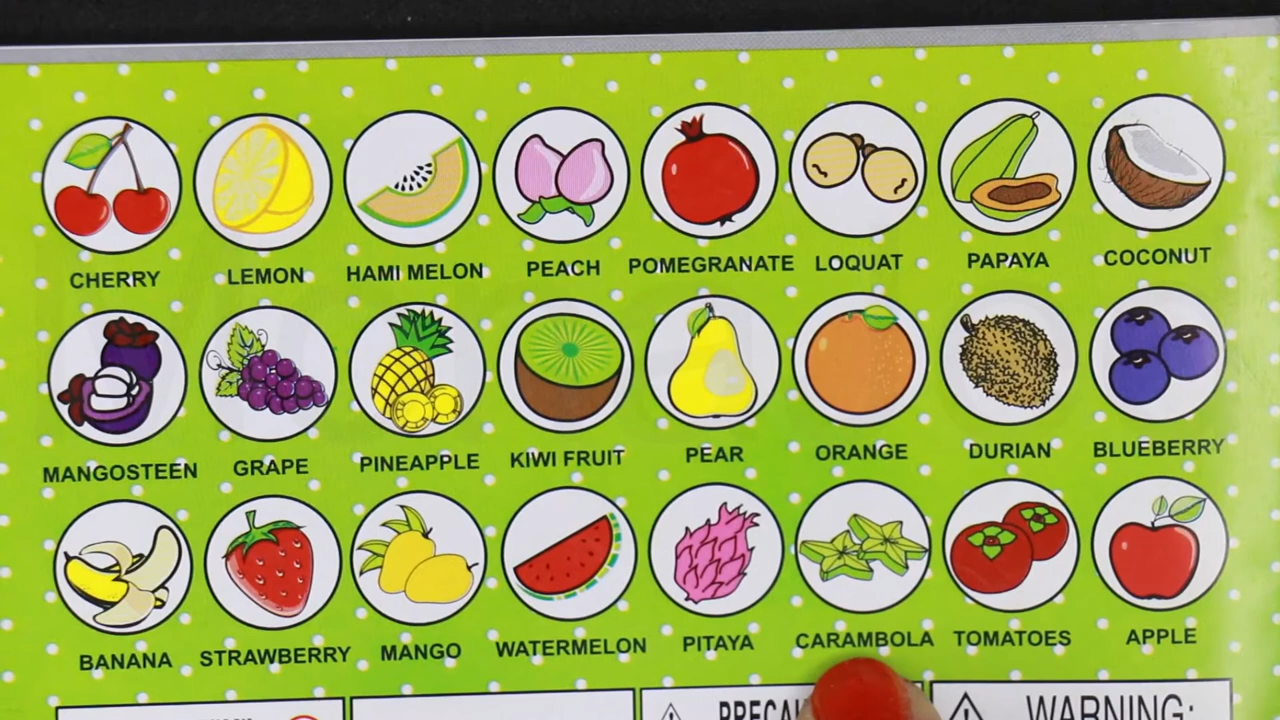 CHERRY LEMON HAMI MELON PEACH POMEGRANATE LOQUAT PAPAYA COCONUT
MANGOSTEEN GRAPE PINEAPPLE KIWI FRUIT PEAR ORANGE DURIAN BLUEBERRY
BANANA STRAWBERRY MANGO WATERMELON PITAYA CARAMBOLA TOMATOES APPLE
WARNING: